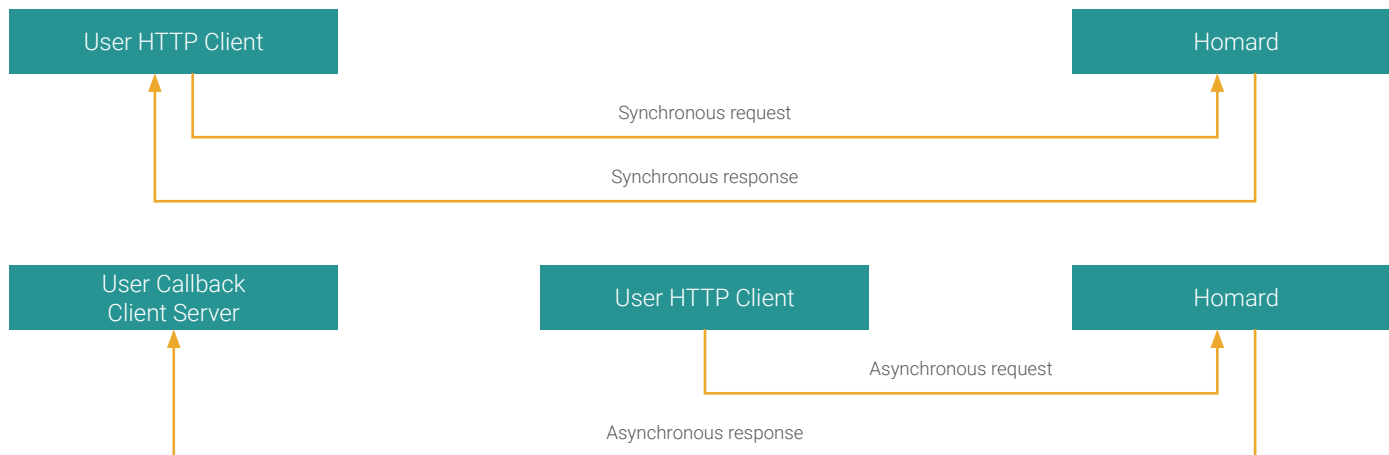 User HTTP Client
Homard
Synchronous request
Synchronous response
User Callback
Client Server
User HTTP Client
Homard
Asynchronous request
Asynchronous response